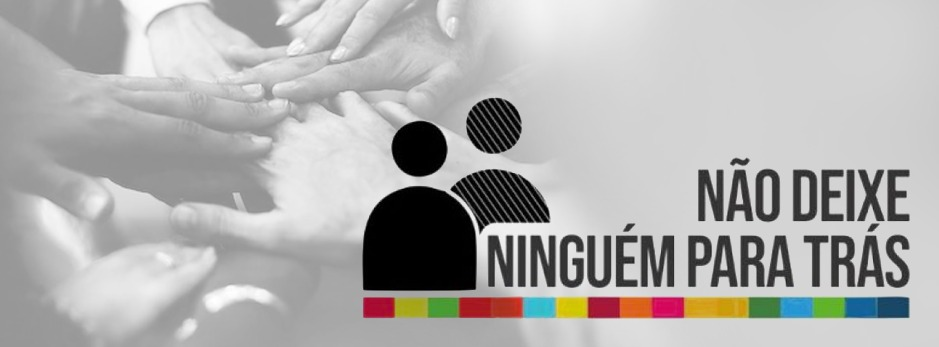 NÃO DEIXE
NINGUÉM PARA TRÁS